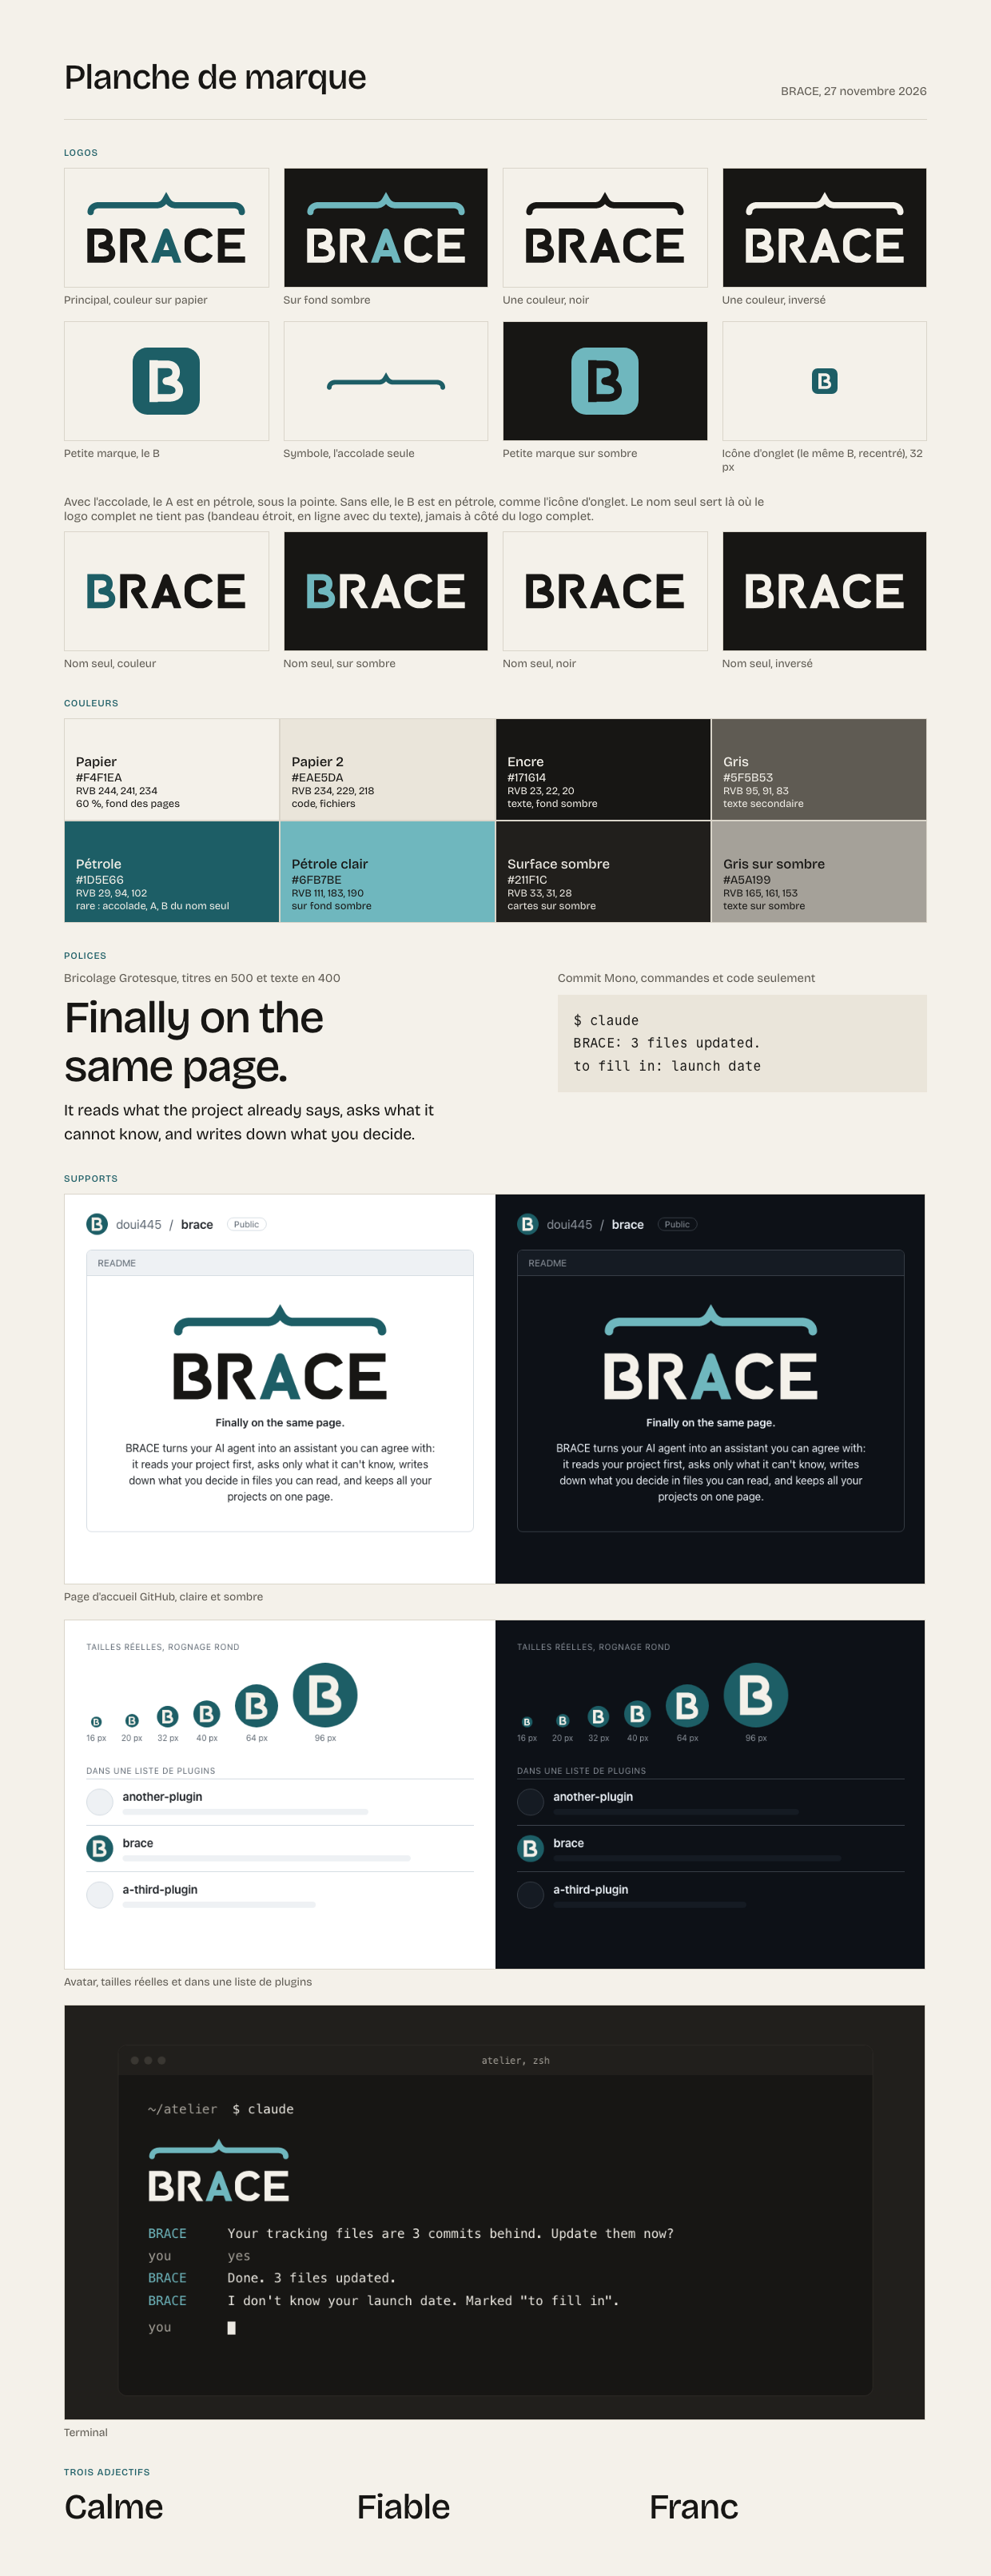 Planche de marque
BRACE, 27 novembre 2026
LOGOS
BRACE
BRACE
BRACE
BRACE
Principal, couleur sur papier
Sur fond sombre
Une couleur, noir
Une couleur, inversé
B
B
B
Petite marque, le B
Symbole, l'accolade seule
Petite marque sur sombre
Icône d'onglet (le même B, recentré), 32
px
Avec l'accolade, le A est en pétrole, sous la pointe. Sans elle, le B est en pétrole, comme l'icône d'onglet. Le nom seul sert là où le
logo complet ne tient pas (bandeau étroit, en ligne avec du texte), jamais à côté du logo complet.
BRACE
BRACE
BRACE
BRACE
Nom seul, couleur
Nom seul, sur sombre
Nom seul, noir
Nom seul, inversé
COULEURS
Papier
#F4F1EA
RVB 244, 241, 234
60 %, fond des pages
Papier 2
#EAE5DA
RVB 234, 229, 218
code, fichiers
Encre
#171614
RVB 23, 22, 20
texte, fond sombre
Gris
#5F5B53
RVB 95, 91, 83
texte secondaire
Pétrole
#1D5E66
RVB 29, 94, 102
rare : accolade, A, B du nom seul
Pétrole clair
#6FB7BE
RVB 111, 183, 190
sur fond sombre
Surface sombre
#211F1C
RVB 33, 31, 28
cartes sur sombre
Gris sur sombre
#A5A199
RVB 165, 161, 153
texte sur sombre
POLICES
Bricolage Grotesque, titres en 500 et texte en 400
Finally on the
same page.
It reads what the project already says, asks what it
cannot know, and writes down what you decide.
Commit Mono, commandes et code seulement
$ claude
BRACE: 3 files updated.
to fill in: launch date
SUPPORTS
B doui445 / brace Public
README
BRACE
Finally on the same page.
BRACE turns your AI agent into an assistant you can agree with:
it reads your project first, asks only what it can't know, writes
down what you decide in files you can read, and keeps all your
projects on one page.
B doui445 / brace Public
README
BRACE
Finally on the same page.
BRACE turns your AI agent into an assistant you can agree with:
it reads your project first, asks only what it can't know, writes
down what you decide in files you can read, and keeps all your
projects on one page.
Page d'accueil GitHub, claire et sombre
TAILLES RÉELLES, ROGNAGE ROND
B B B B B B
16 px 20 px 32 px 40 px 64 px 96 px
DANS UNE LISTE DE PLUGINS
another-plugin
B brace
a-third-plugin
TAILLES RÉELLES, ROGNAGE ROND
B B B B B B
16 px 20 px 32 px 40 px 64 px 96 px
DANS UNE LISTE DE PLUGINS
another-plugin
B brace
a-third-plugin
Avatar, tailles réelles et dans une liste de plugins
atelier, zsh
~/atelier $ claude
BRACE
BRACE Your tracking files are 3 commits behind. Update them now?
you yes
BRACE Done. 3 files updated.
BRACE I don't know your launch date. Marked "to fill in".
you
Terminal
TROIS ADJECTIFS
Calme
Fiable
Franc